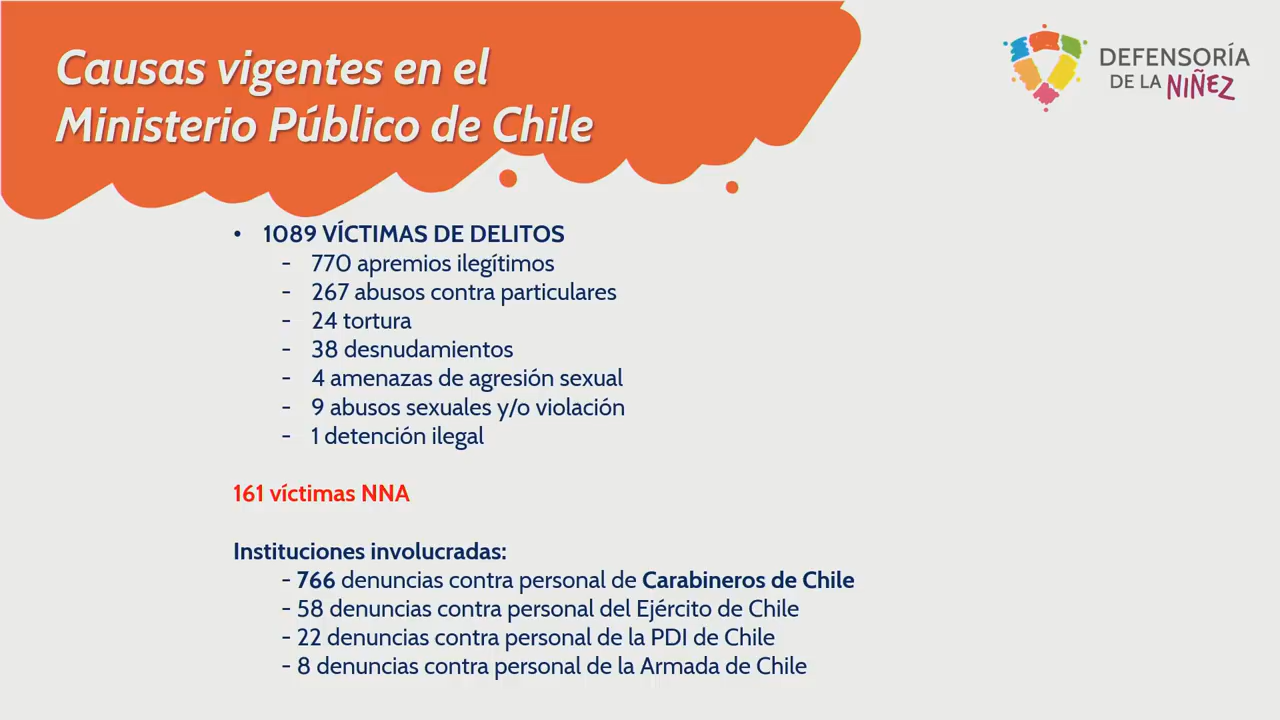 Causas vigentes en el
Ministerio Público de Chile
DEFENSORÍA
DE LA NIÑEZ
• 1089 VÍCTIMAS DE DELITOS
- 770 apremios ilegítimos
- 267 abusos contra particulares
- 24 tortura
- 38 desnudamientos
- 4 amenazas de agresión sexual
- 9 abusos sexuales y/o violación
- 1 detención ilegal
161 víctimas NNA
Instituciones involucradas:
- 766 denuncias contra personal de Carabineros de Chile
- 58 denuncias contra personal del Ejército de Chile
- 22 denuncias contra personal de la PDI de Chile
- 8 denuncias contra personal de la Armada de Chile